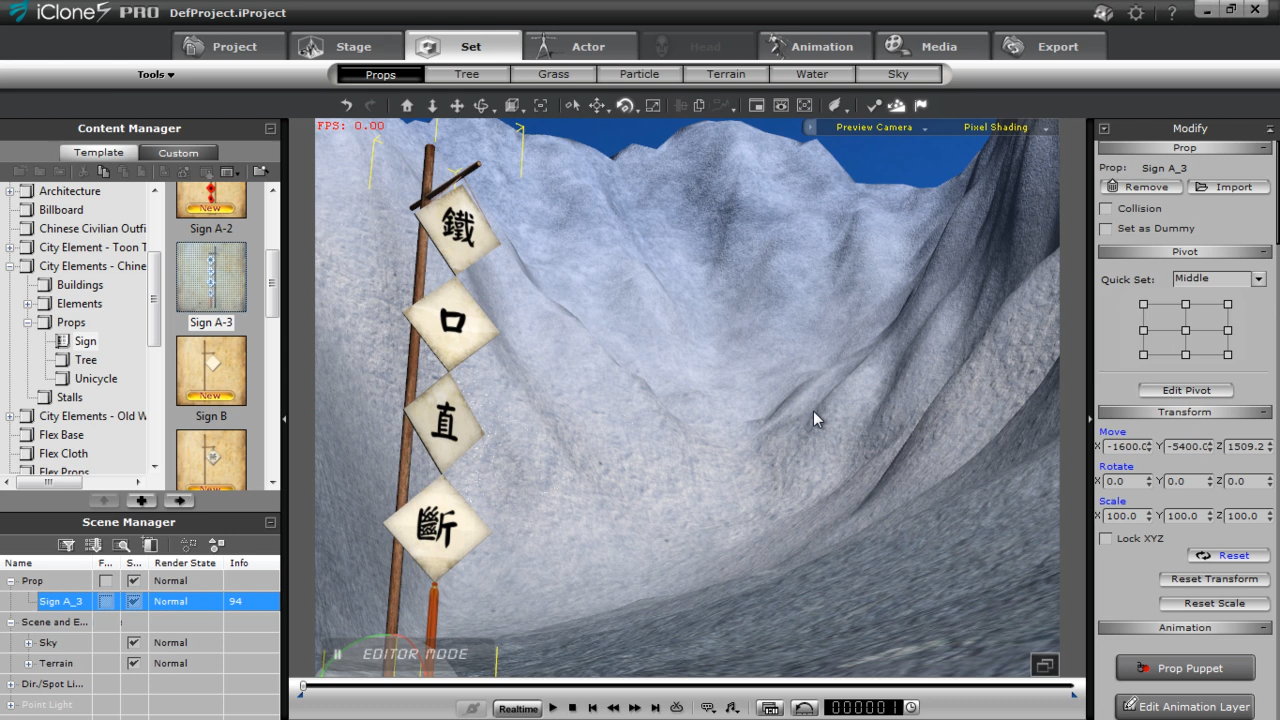 iClone5 PRO DefProject.iProject
Project Stage Set Actor Head Animation Media Export
Tools Props Tree Grass Particle Terrain Water Sky
Content Manager
Template Custom
Architecture
Billboard
Chinese Civilian Outfi
City Element - Toon T
City Elements - Chine
Buildings
Elements
Props
Sign
Tree
Unicycle
Stalls
City Elements - Old W
Flex Base
Flex Cloth
Flex Props
New
Sign A-2
Sign A-3
New
Sign B
New
Scene Manager
Name F... S... Render State Info
Prop Normal
Sign A_3 Normal 94
Scene and E...
Sky Normal
Terrain Normal
Dir./Spot Li...
Point Light
FPS: 0.00
Preview Camera Pixel Shading
鐵
口
直
斷
EDITOR MODE
Realtime
000001
Modify
Prop
Prop: Sign A_3
Remove Import
Collision
Set as Dummy
Pivot
Quick Set: Middle
Edit Pivot
Transform
Move
X -1600.0 Y -5400.0 Z 1509.2
Rotate
X 0.0 Y 0.0 Z 0.0
Scale
X 100.0 Y 100.0 Z 100.0
Lock XYZ
Reset
Reset Transform
Reset Scale
Animation
Prop Puppet
Edit Animation Layer